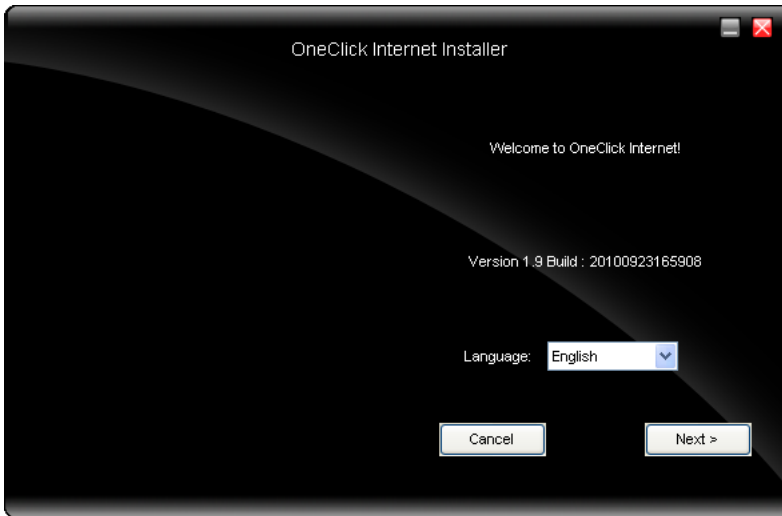 OneClick Internet Installer
Welcome to OneClick Internet!
Version 1.9 Build : 20100923165908
Language: English
Cancel Next >